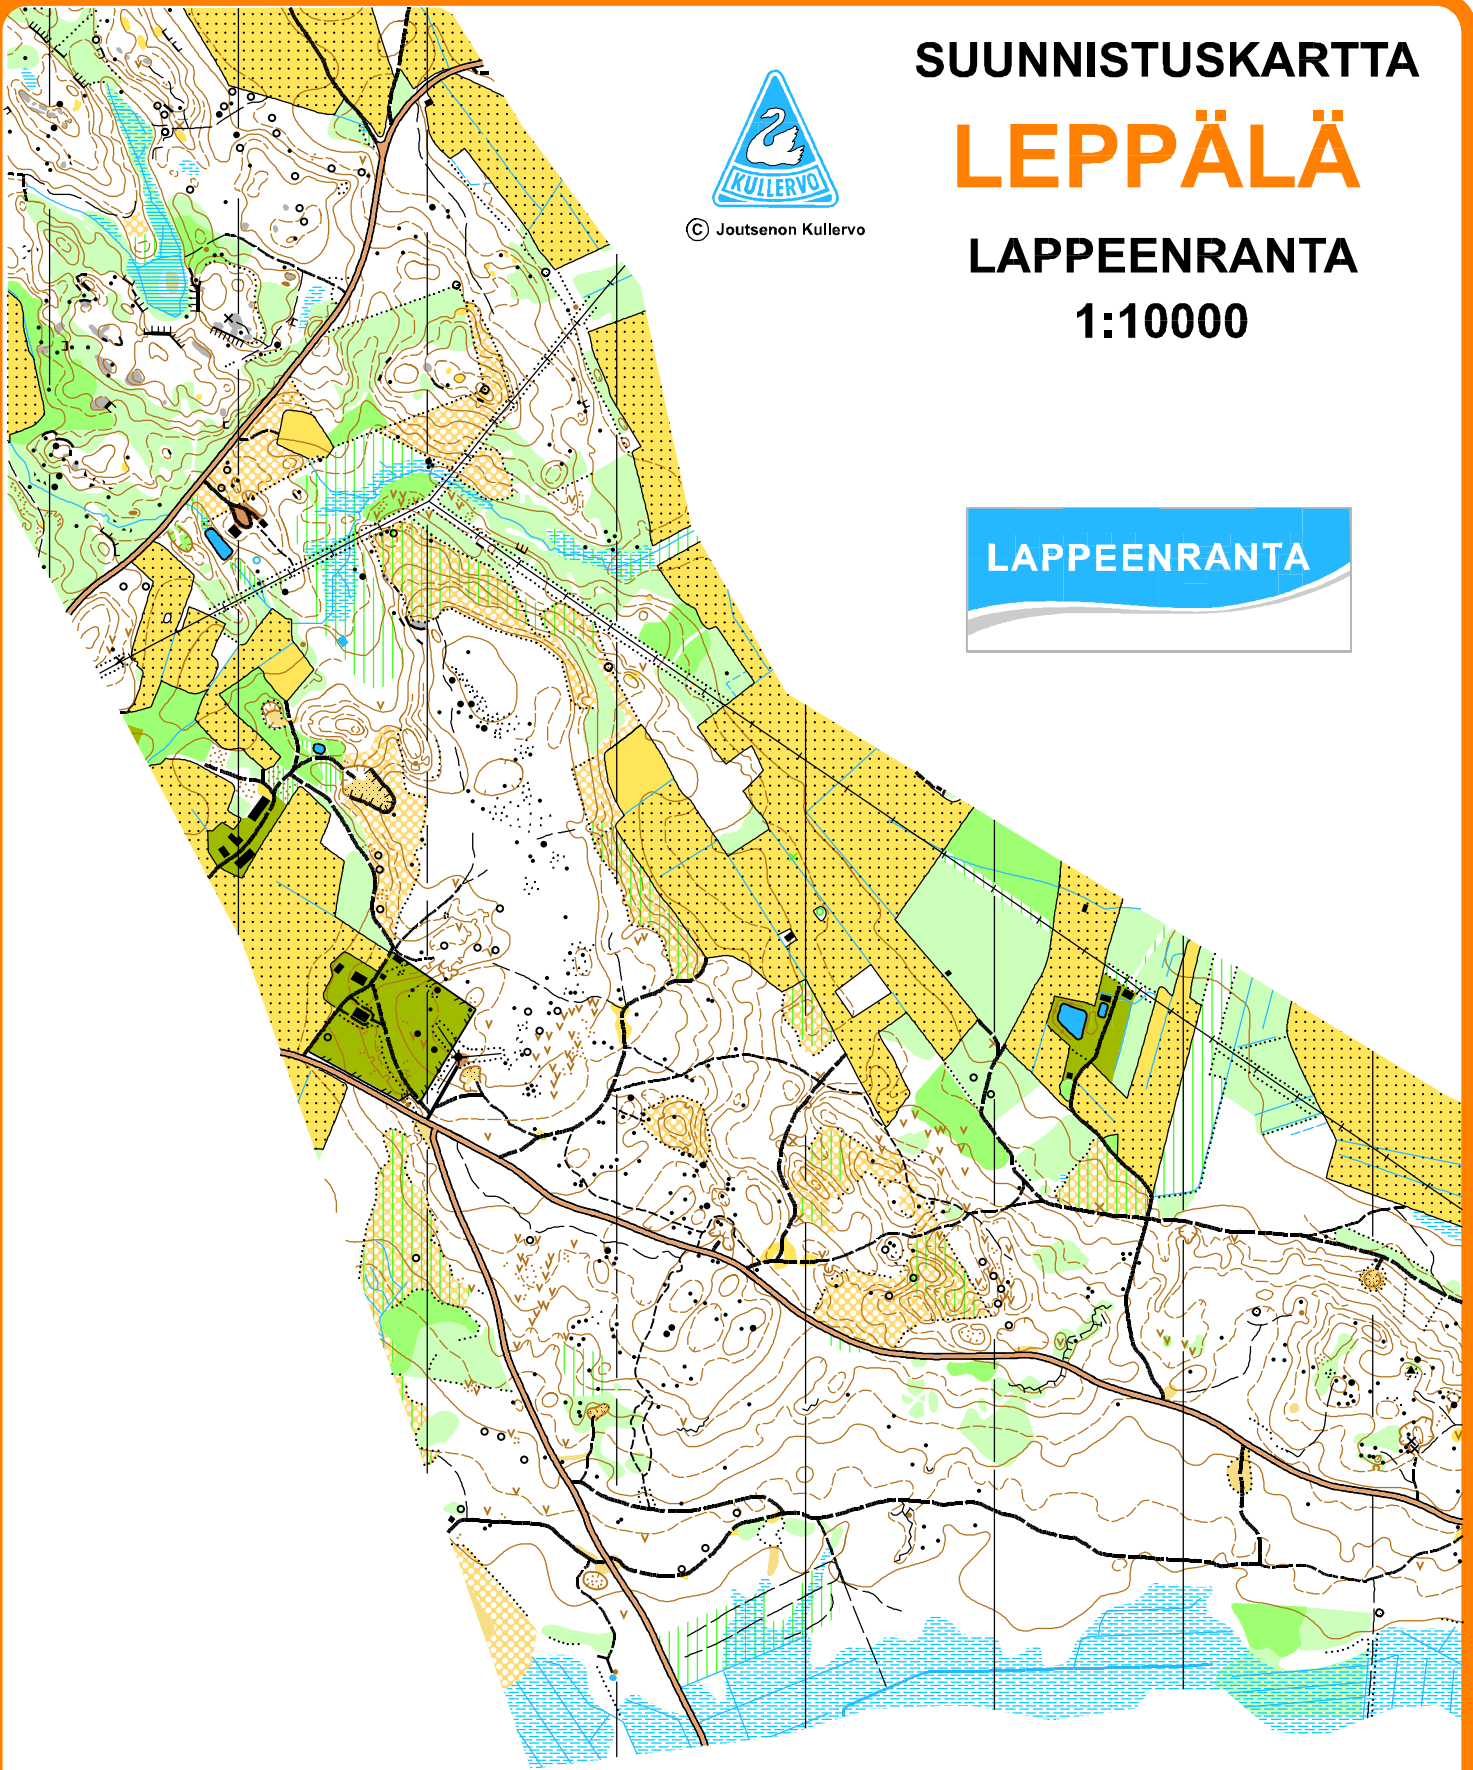 SUUNNISTUSKARTTA
LEPPÄLÄ
KULLERVO
© Joutsenon Kullervo
LAPPEENRANTA
1:10000
LAPPEENRANTA